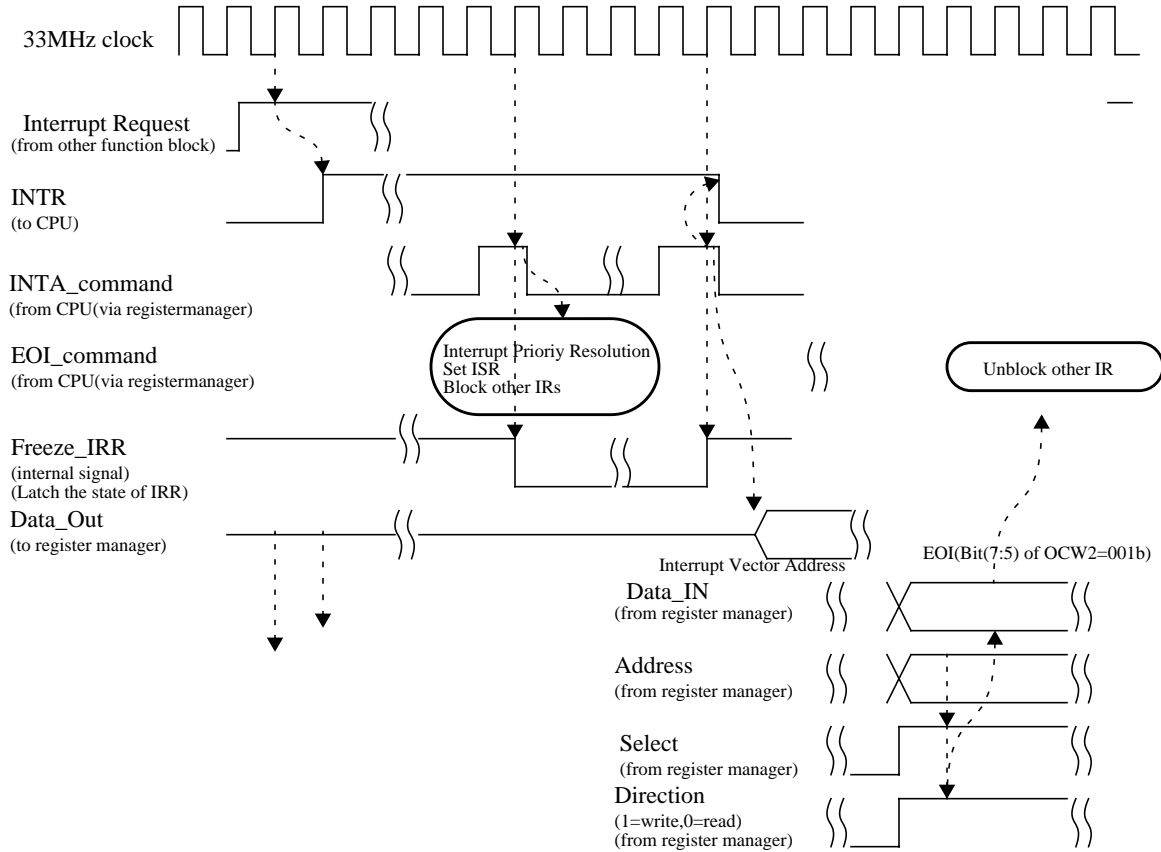 33MHz clock
Interrupt Request
(from other function block)
INTR
(to CPU)
INTA_command
(from CPU(via registermanager)
EOI_command
(from CPU(via registermanager)
Interrupt Prioriy Resolution
Set ISR
Block other IRs
Unblock other IR
Freeze_IRR
(internal signal)
(Latch the state of IRR)
Data_Out
(to register manager)
Interrupt Vector Address
EOI(Bit(7:5) of OCW2=001b)
Data_IN
(from register manager)
Address
(from register manager)
Select
(from register manager)
Direction
(1=write,0=read)
(from register manager)